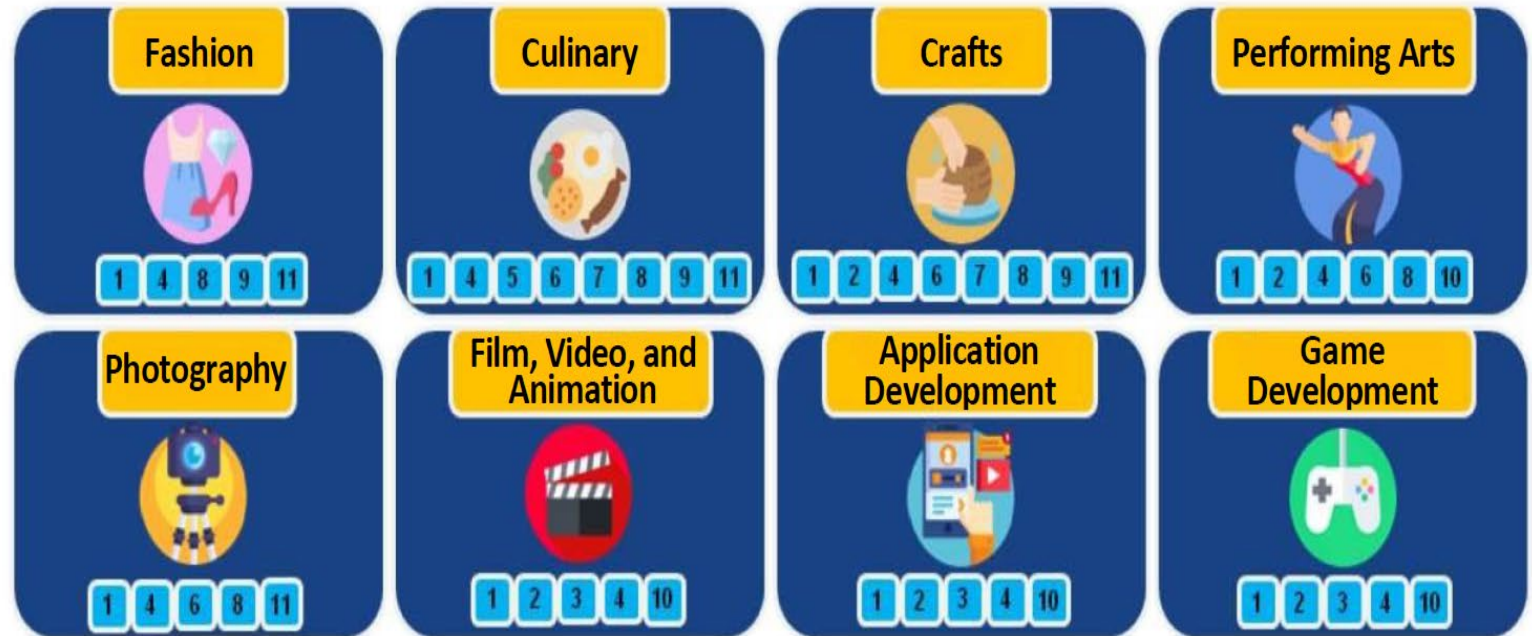 Fashion
Culinary
Crafts
Performing Arts
1 4 8 9 11
1 4 5 6 7 8 9 11
1 2 4 6 7 8 9 11
1 2 4 6 8 10
Photography
Film, Video, and
Animation
Application
Development
Game
Development
1 4 6 8 11
1 2 3 4 10
1 2 3 4 10
1 2 3 4 10